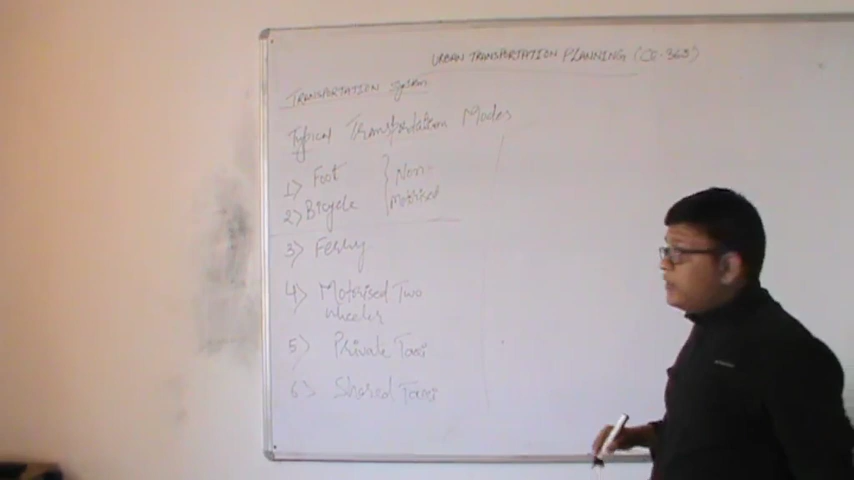 URBAN TRANSPORTATION PLANNING (CE-363)
TRANSPORTATION System
Typical Transportation Modes
1> Foot
2> Bicycle
Non-
Motorised
3> Ferry
4> Motorised Two
wheeler
5> Private Taxi
6> Shared Taxi